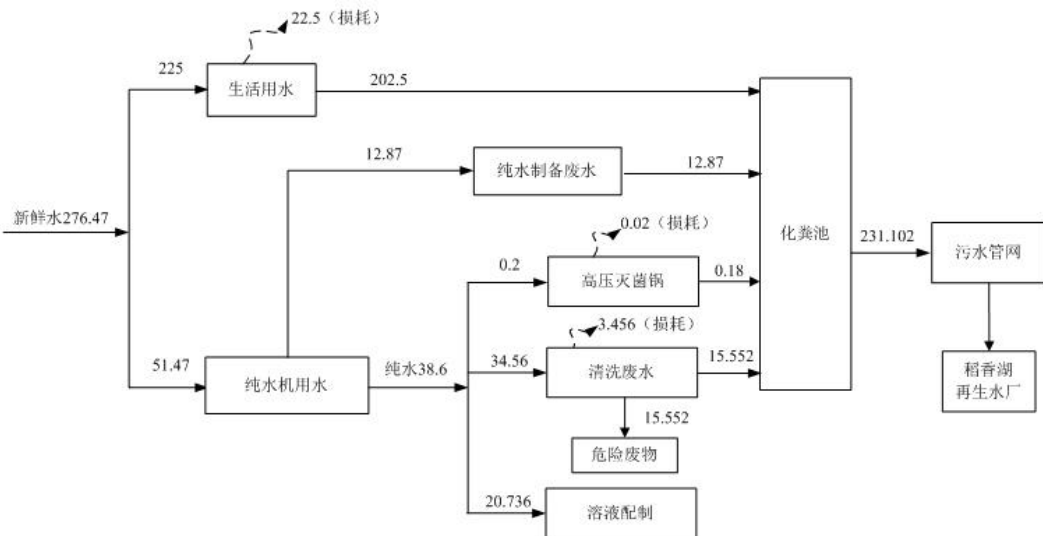 22.5（损耗）
225
生活用水
202.5
12.87
纯水制备废水
12.87
新鲜水276.47
0.02（损耗）
化粪池
231.102
污水管网
0.2
高压灭菌锅
0.18
3.456（损耗）
51.47
纯水机用水
纯水38.6
34.56
清洗废水
15.552
稻香湖
再生水厂
15.552
危险废物
20.736
溶液配制